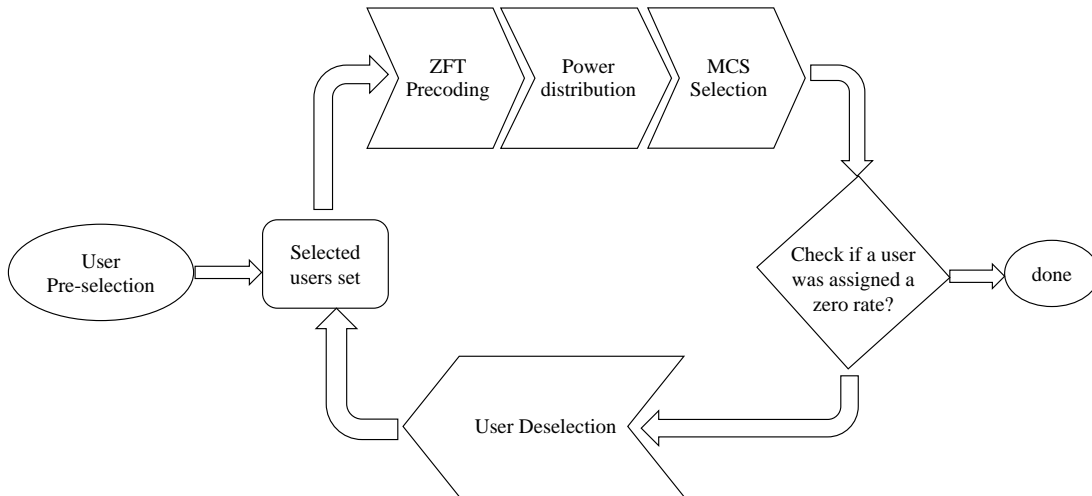 User
Pre-selection
Selected
users set
ZFT
Precoding
Power
distribution
MCS
Selection
Check if a user
was assigned a
zero rate?
done
User Deselection